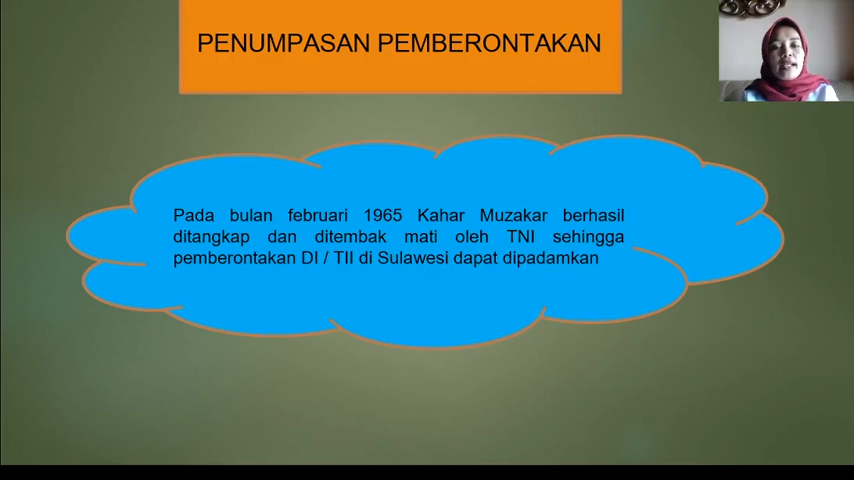 PENUMPASAN PEMBERONTAKAN
Pada bulan februari 1965 Kahar Muzakar berhasil
ditangkap dan ditembak mati oleh TNI sehingga
pemberontakan DI / TII di Sulawesi dapat dipadamkan